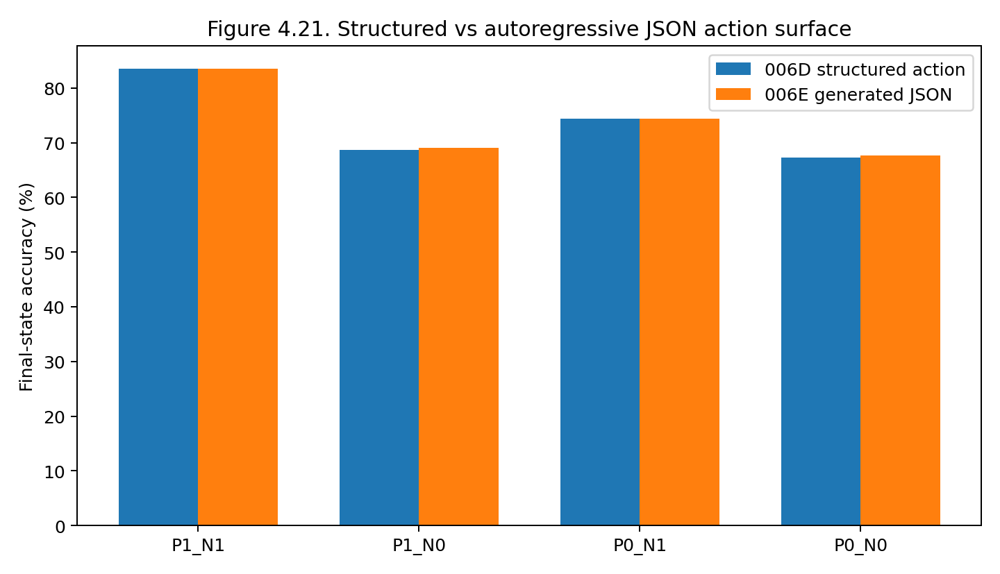 Figure 4.21. Structured vs autoregressive JSON action surface
006D structured action
006E generated JSON
Final-state accuracy (%)
80
70
60
50
40
30
20
10
0
P1_N1
P1_N0
P0_N1
P0_N0